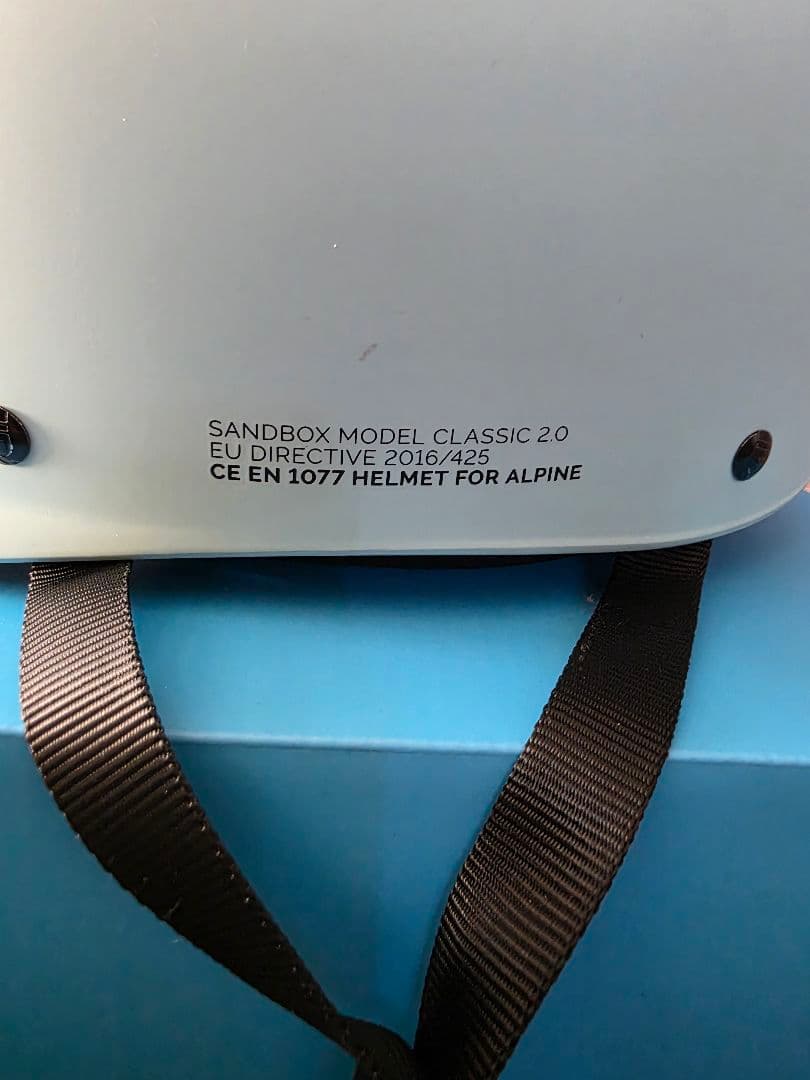 SANDBOX MODEL CLASSIC 2.0
EU DIRECTIVE 2016/425
CE EN 1077 HELMET FOR ALPINE